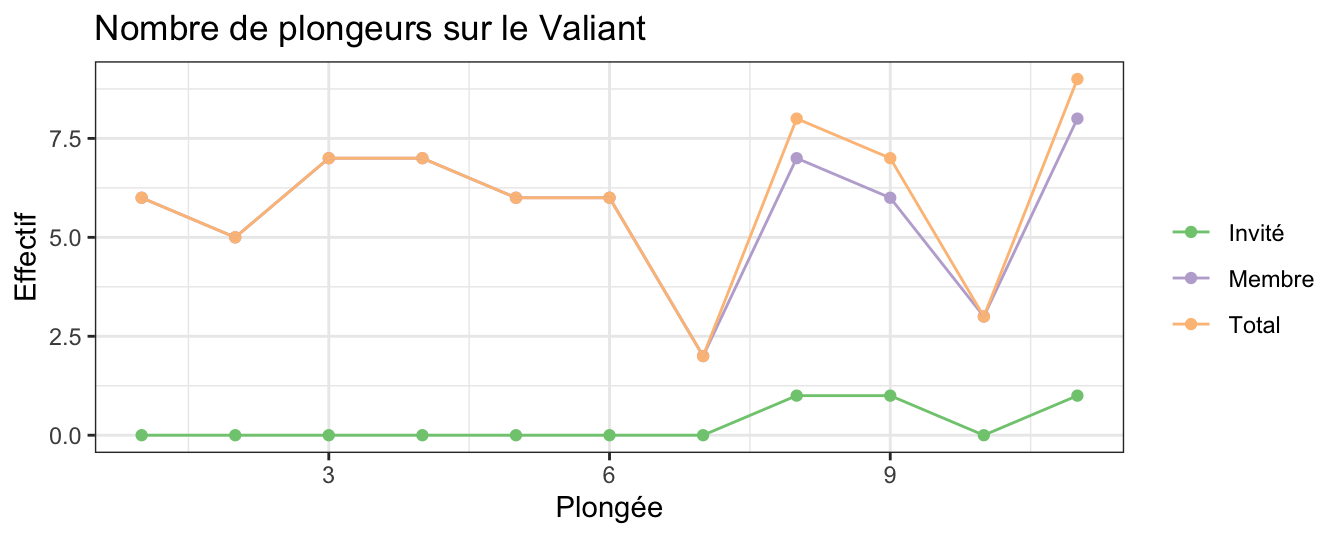 Nombre de plongeurs sur le Valiant
Effectif
7.5
5.0
2.5
0.0
3
6
9
Plongée
Invité
Membre
Total